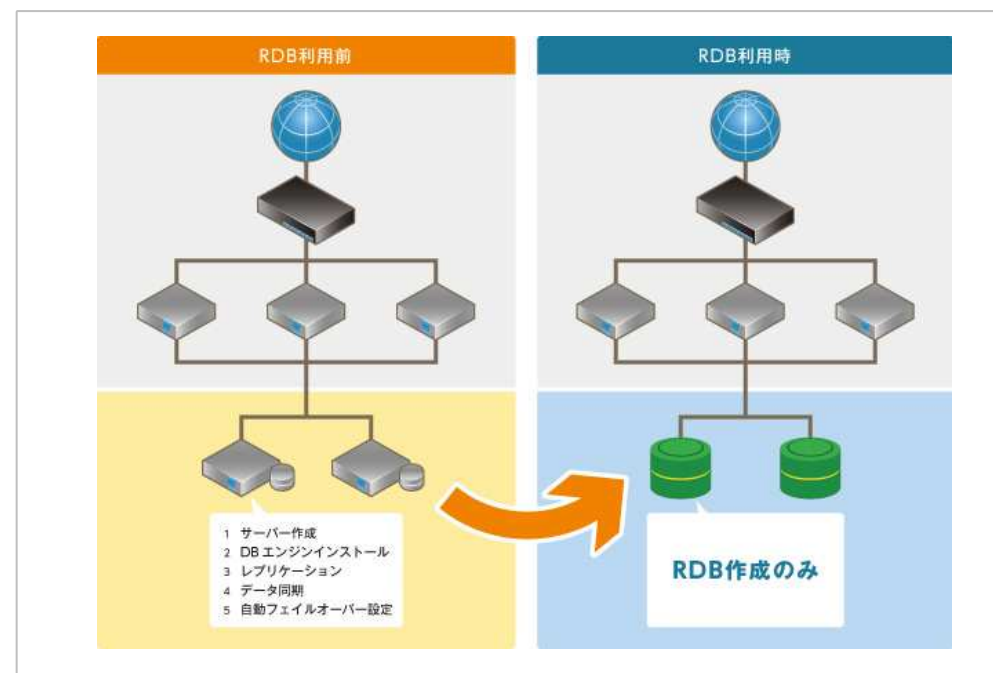 RDB利用前
RDB利用時
1 サーバー作成
2 DBエンジンインストール
3 レプリケーション
4 データ同期
5 自動フェイルオーバー設定
RDB作成のみ